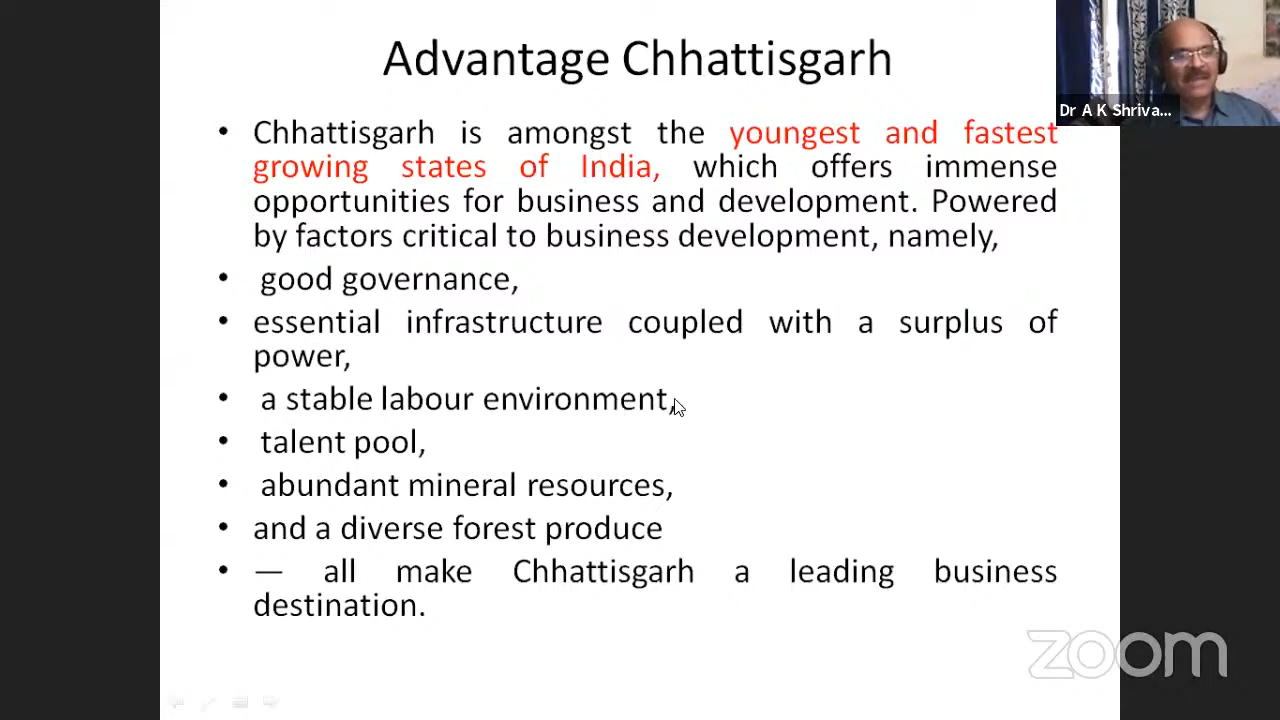 Advantage Chhattisgarh
Dr A K Shriva...
• Chhattisgarh is amongst the youngest and fastest
growing states of India, which offers immense
opportunities for business and development. Powered
by factors critical to business development, namely,
• good governance,
• essential infrastructure coupled with a surplus of
power,
• a stable labour environment,
• talent pool,
• abundant mineral resources,
• and a diverse forest produce
• — all make Chhattisgarh a leading business
destination.
zoom